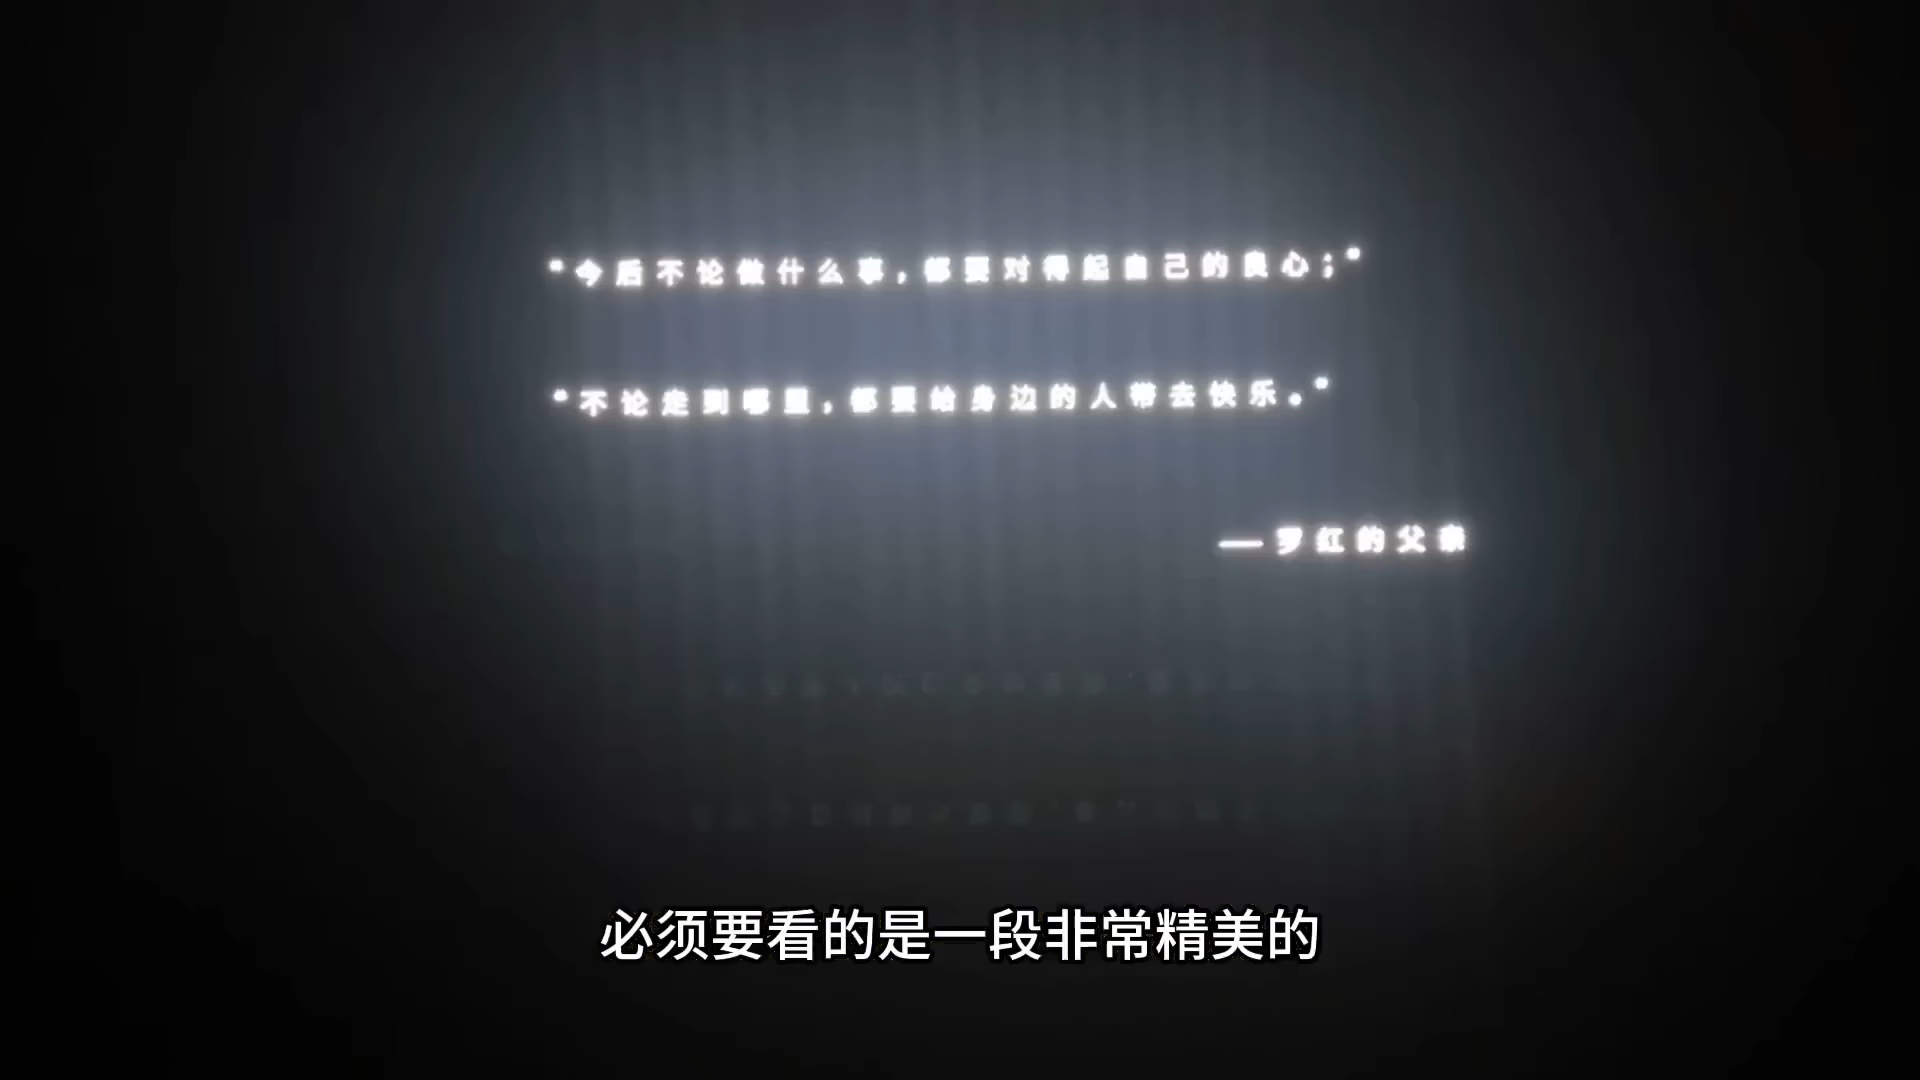 "今后不论做什么事，都要对得起自己的良心；"
"不论走到哪里，都要给身边的人带去快乐。"
——罗红的父亲
必须要看的是一段非常精美的